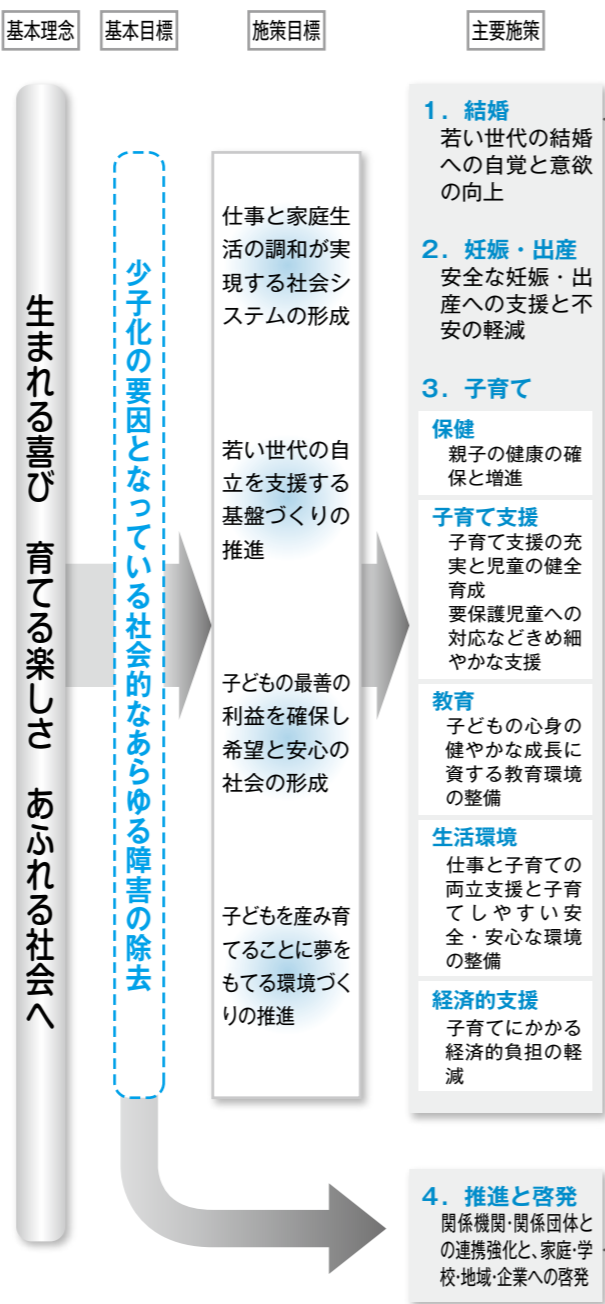 基本理念
基本目標
施策目標
主要施策
生まれる喜び　育てる楽しさ　あふれる社会へ
少子化の要因となっている社会的なあらゆる障害の除去
仕事と家庭生
活の調和が実
現する社会シ
ステムの形成
若い世代の自
立を支援する
基盤づくりの
推進
子どもの最善の
利益を確保し
希望と安心の
社会の形成
子どもを産み育
てることに夢を
もてる環境づく
りの推進
1．結婚
若い世代の結婚
への自覚と意欲
の向上
2．妊娠・出産
安全な妊娠・出
産への支援と不
安の軽減
3．子育て
保健
親子の健康の確
保と増進
子育て支援
子育て支援の充
実と児童の健全
育成
要保護児童への
対応などきめ細
やかな支援
教育
子どもの心身の
健やかな成長に
資する教育環境
の整備
生活環境
仕事と子育ての
両立支援と子育
てしやすい安
全・安心な環境
の整備
経済的支援
子育てにかかる
経済的負担の軽
減
4．推進と啓発
関係機関・関係団体と
の連携強化と、家庭・学
校・地域・企業への啓発